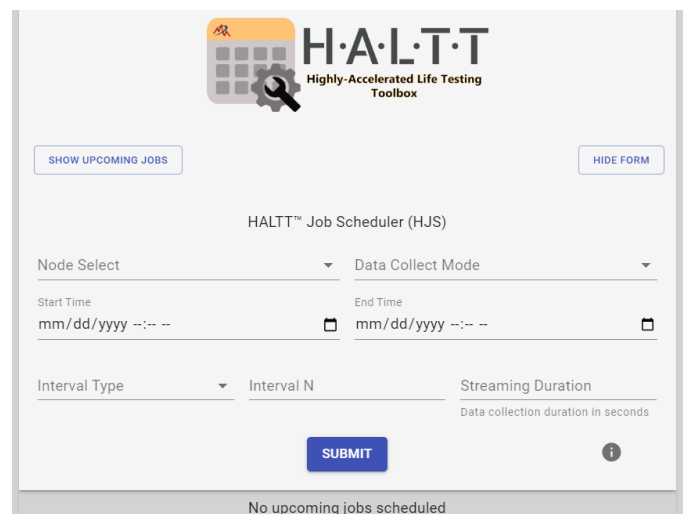 H·A·L·T·T
Highly-Accelerated Life Testing
Toolbox
SHOW UPCOMING JOBS
HIDE FORM
HALTT™ Job Scheduler (HJS)
Node Select
Data Collect Mode
Start Time
End Time
mm/dd/yyyy --:-- --
mm/dd/yyyy --:-- --
Interval Type
Interval N
Streaming Duration
Data collection duration in seconds
SUBMIT
No upcoming jobs scheduled